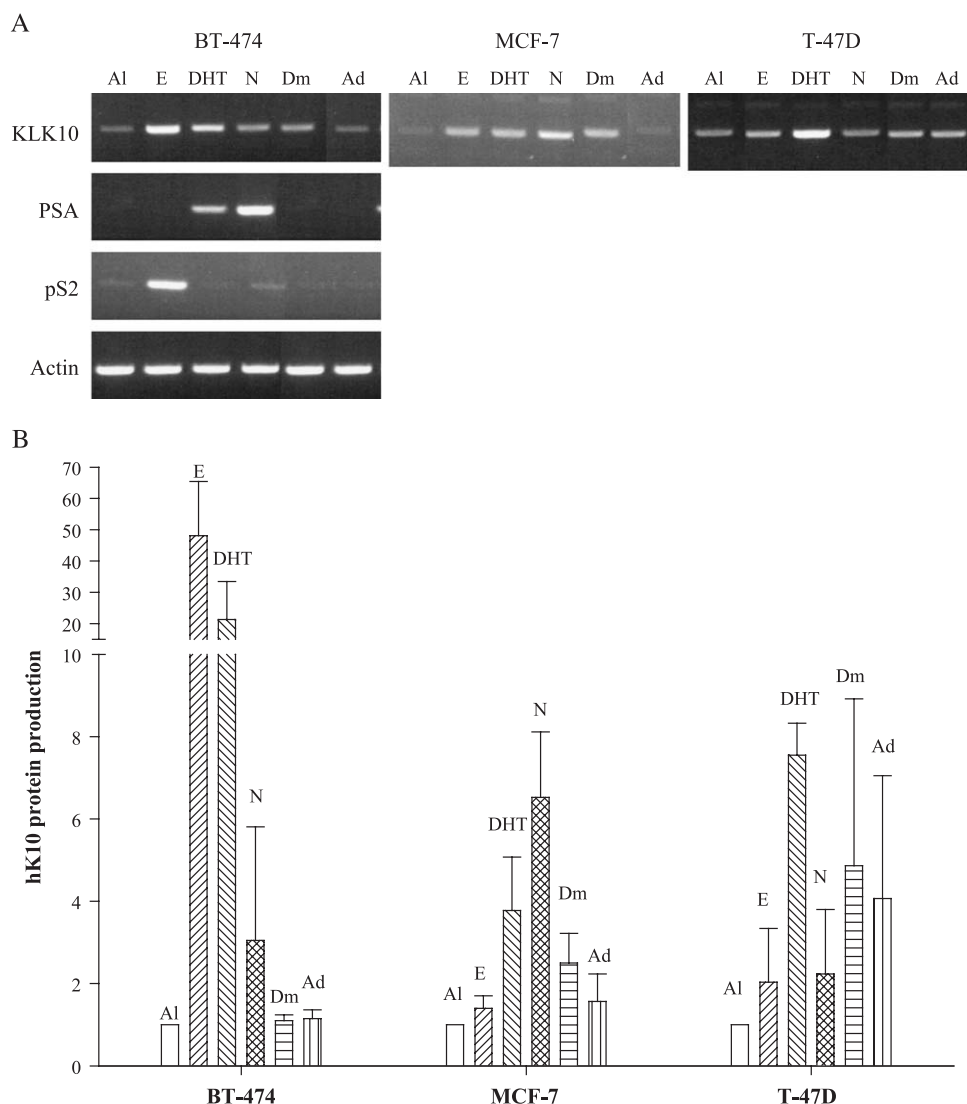 A
BT-474 MCF-7 T-47D
Al E DHT N Dm Ad Al E DHT N Dm Ad Al E DHT N Dm Ad
KLK10
PSA
pS2
Actin
B
hK10 protein production
70
60
50
40
30
20
10
8
6
4
2
0
Al E DHT N Dm Ad
Al E DHT N Dm Ad
Al E DHT N Dm Ad
BT-474 MCF-7 T-47D